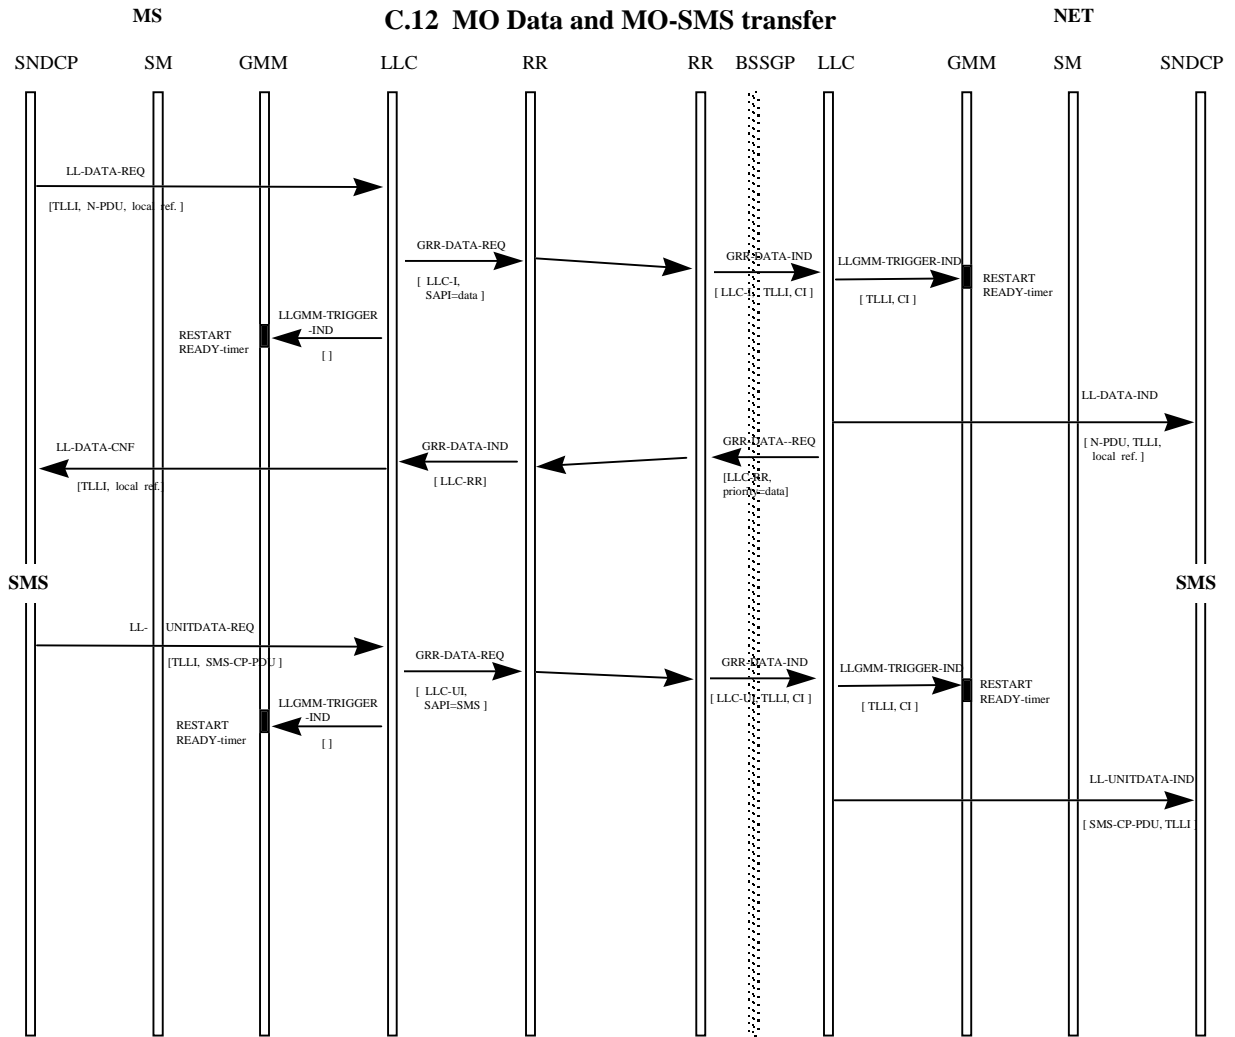 MS
C.12 MO Data and MO-SMS transfer
NET
SNDCP SM GMM LLC RR RR BSSGP LLC GMM SM SNDCP
LL-DATA-REQ
[TLLI, N-PDU, local ref. ]
GRR-DATA-REQ
[ LLC-I,
SAPI=data ]
GRR-DATA-IND
[ LLC-I, TLLI, CI ]
LLGMM-TRIGGER-IND
[ TLLI, CI ]
RESTART
READY-timer
LLGMM-TRIGGER
-IND
[ ]
RESTART
READY-timer
LL-DATA-IND
[ N-PDU, TLLI,
local ref. ]
GRR-DATA--REQ
[LLC-RR,
priority=data]
GRR-DATA-IND
[ LLC-RR]
LL-DATA-CNF
[TLLI, local ref.]
SMS
SMS
LL- UNITDATA-REQ
[TLLI, SMS-CP-PDU ]
GRR-DATA-REQ
[ LLC-UI,
SAPI=SMS ]
GRR-DATA-IND
[ LLC-UI, TLLI, CI ]
LLGMM-TRIGGER-IND
[ TLLI, CI ]
RESTART
READY-timer
LLGMM-TRIGGER
-IND
[ ]
RESTART
READY-timer
LL-UNITDATA-IND
[ SMS-CP-PDU, TLLI ]